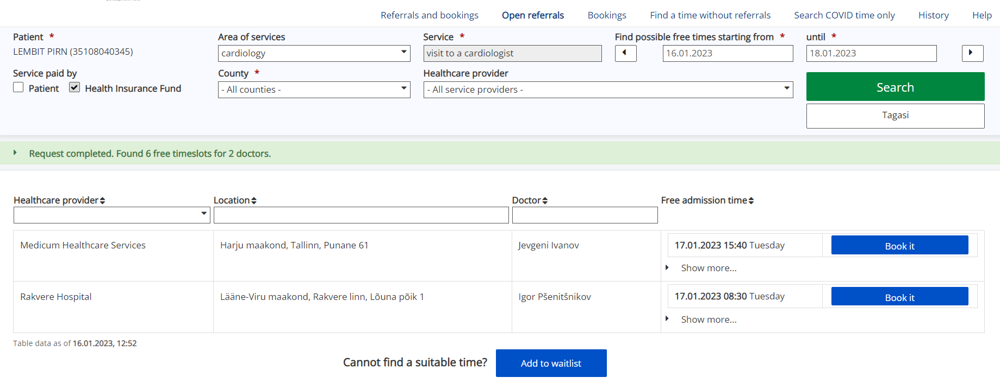 Referrals and bookings Open referrals Bookings Find a time without referrals Search COVID time only History Help
Patient * Area of services Service * Find possible free times starting from * until *
LEMBIT PIRN (35108040345) cardiology visit to a cardiologist 16.01.2023 18.01.2023
Service paid by County * Healthcare provider
Patient Health Insurance Fund - All counties - - All service providers - Search
Tagasi
Request completed. Found 6 free timeslots for 2 doctors.
Healthcare provider Location Doctor Free admission time
Medicum Healthcare Services Harju maakond, Tallinn, Punane 61 Jevgeni Ivanov 17.01.2023 15:40 Tuesday Book it
Show more...
Rakvere Hospital Lääne-Viru maakond, Rakvere linn, Lõuna põik 1 Igor Pšenitšnikov 17.01.2023 08:30 Tuesday Book it
Show more...
Table data as of 16.01.2023, 12:52
Cannot find a suitable time? Add to waitlist